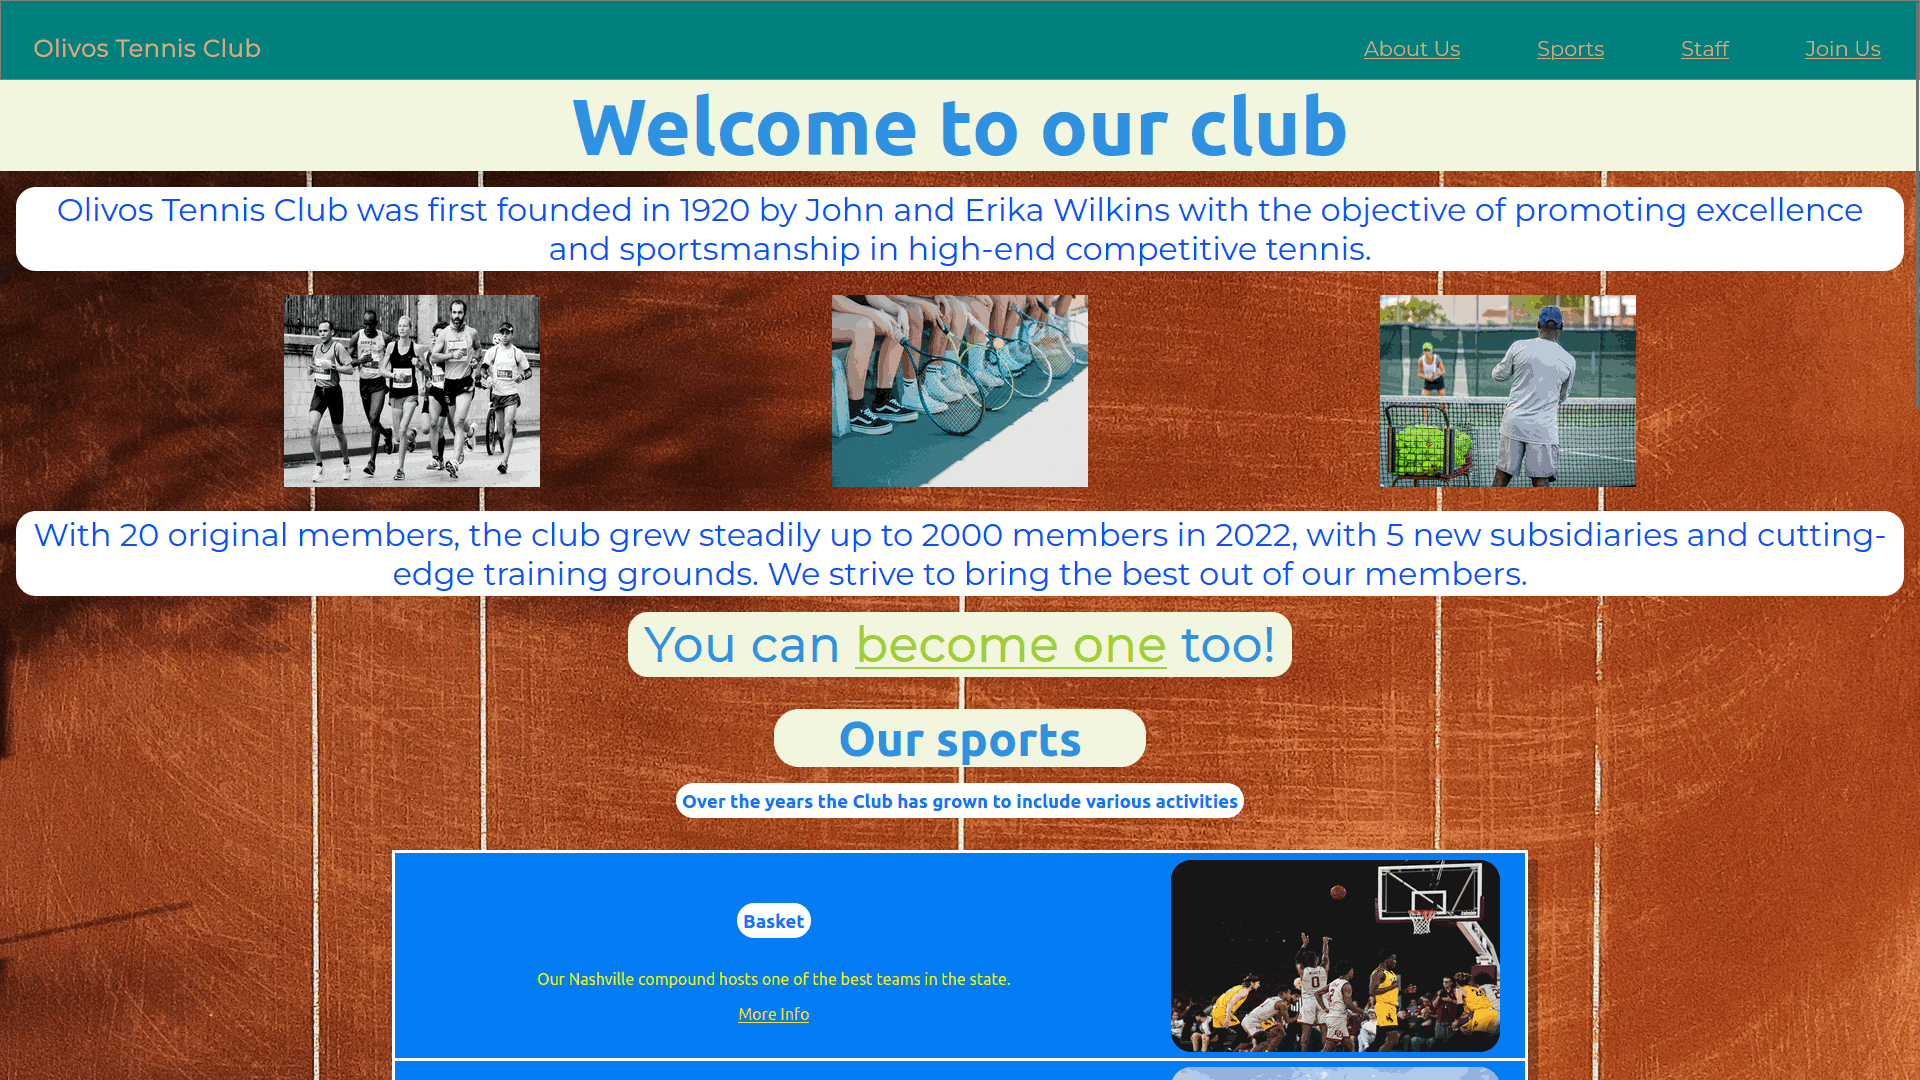 Olivos Tennis Club
About Us Sports Staff Join Us
Welcome to our club
Olivos Tennis Club was first founded in 1920 by John and Erika Wilkins with the objective of promoting excellence
and sportsmanship in high-end competitive tennis.
With 20 original members, the club grew steadily up to 2000 members in 2022, with 5 new subsidiaries and cutting-
edge training grounds. We strive to bring the best out of our members.
You can become one too!
Our sports
Over the years the Club has grown to include various activities
Basket
Our Nashville compound hosts one of the best teams in the state.
More Info